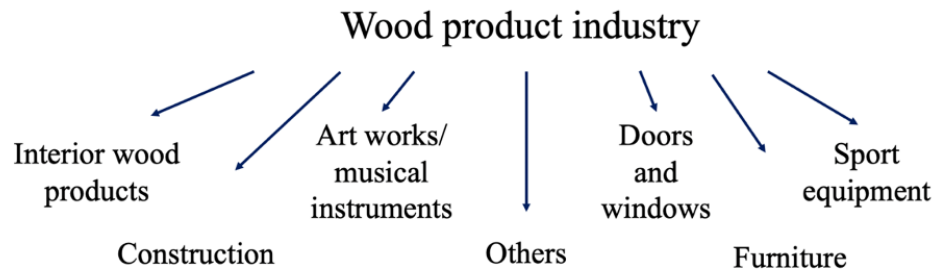 Wood product industry
Interior wood
products
Construction
Art works/
musical
instruments
Others
Doors
and
windows
Furniture
Sport
equipment